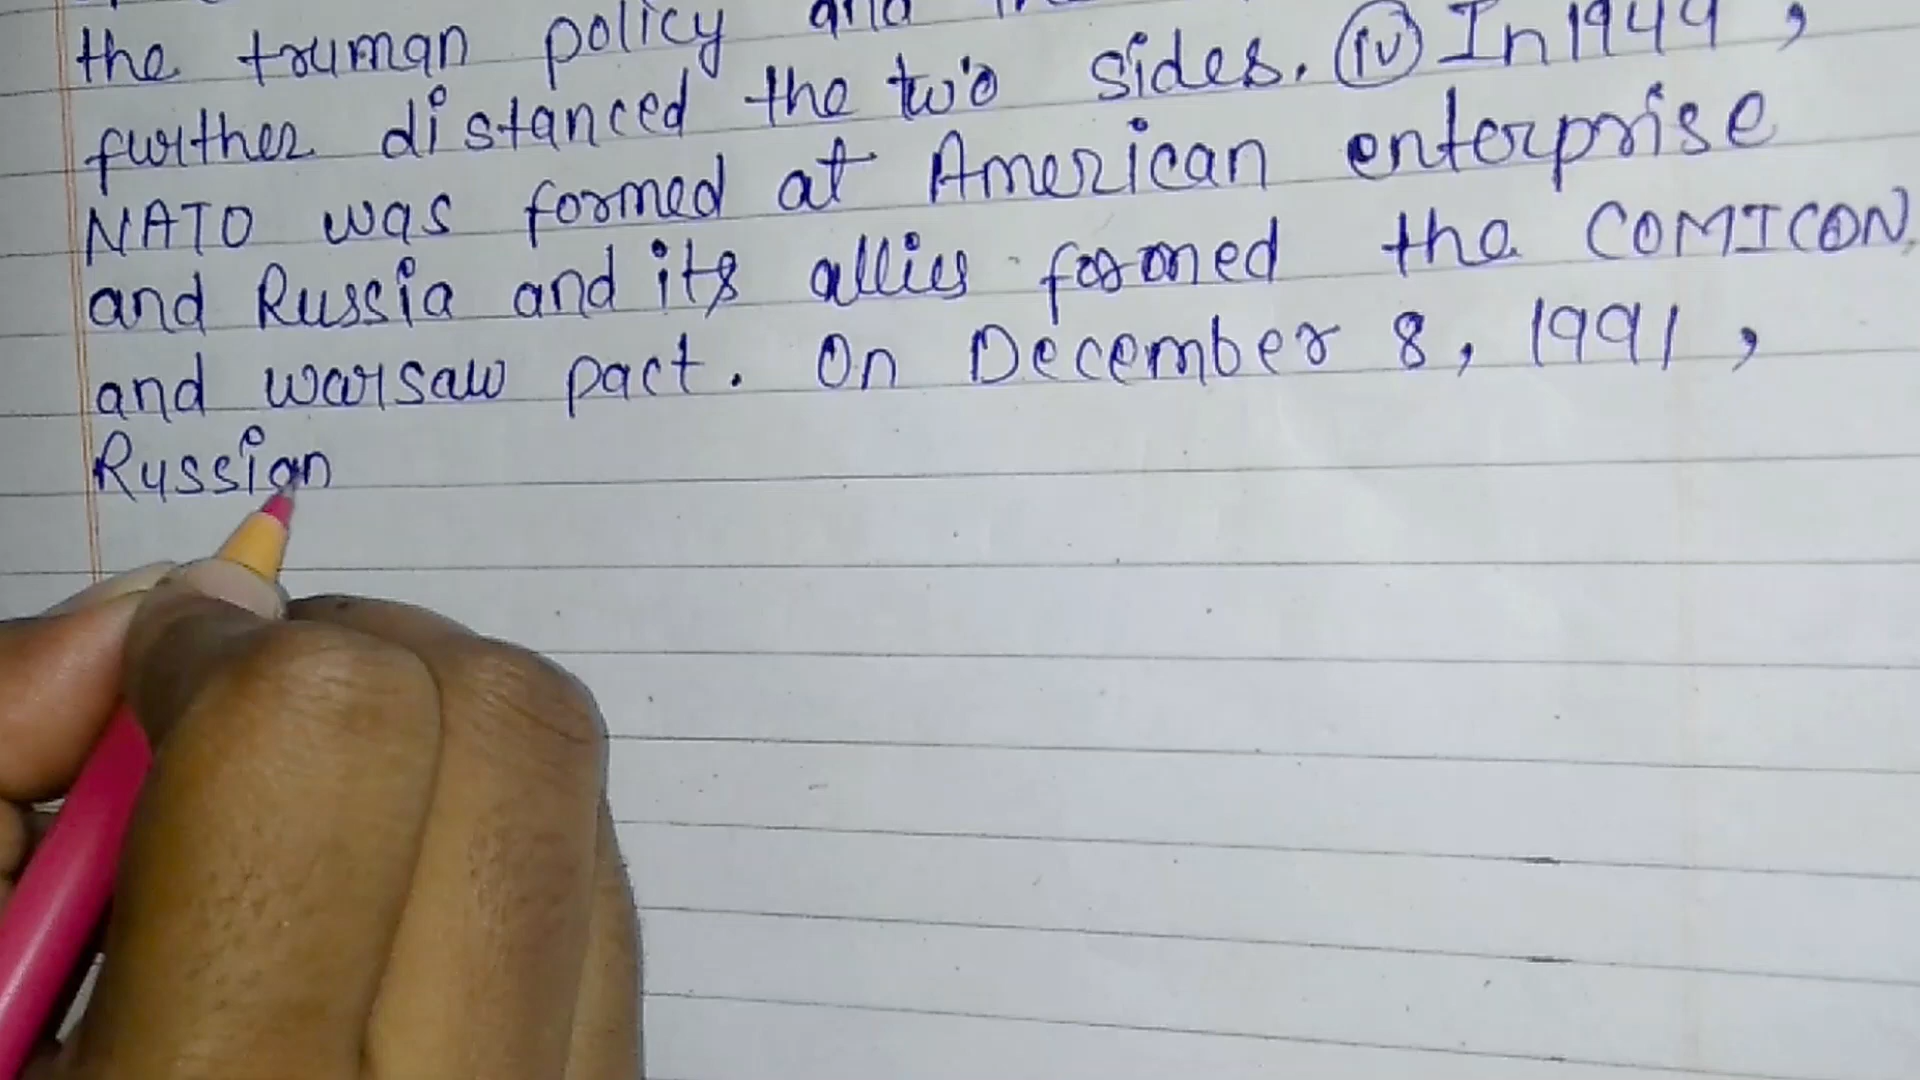 the truman policy and
further distanced the two sides. (iv) In 1949,
NATO was formed at American enterprise
and Russia and its allies formed the COMICON,
and warsaw pact. On December 8, 1991,
Russian